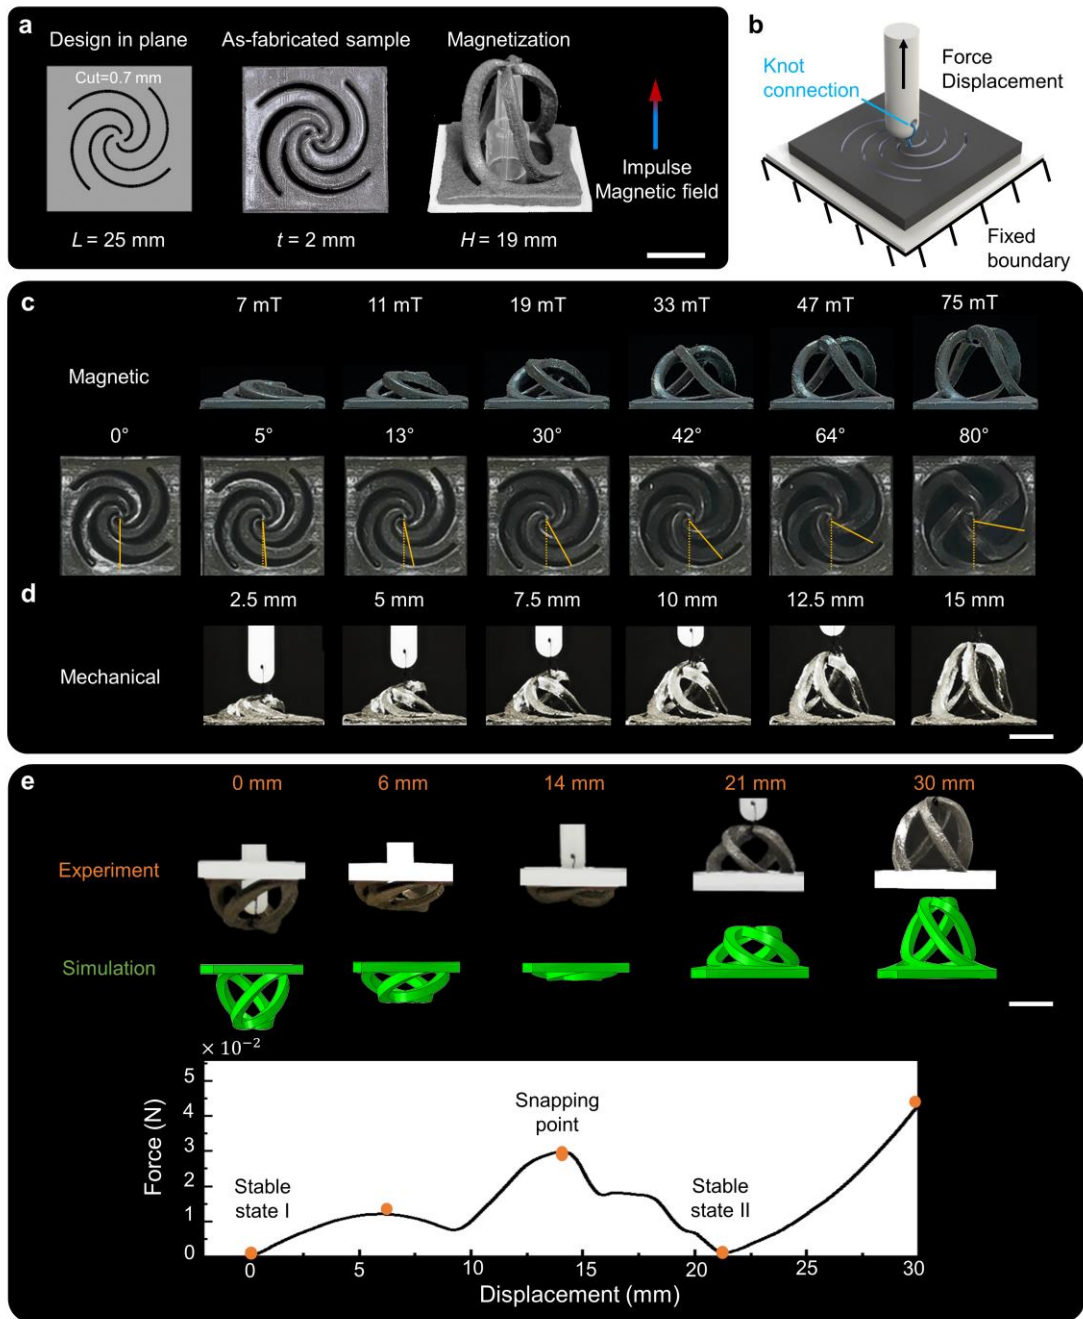 a
Design in plane
As-fabricated sample
Magnetization
Cut=0.7 mm
L = 25 mm
t = 2 mm
H = 19 mm
Impulse
Magnetic field
b
Knot
connection
Force
Displacement
Fixed
boundary
c
7 mT
11 mT
19 mT
33 mT
47 mT
75 mT
Magnetic
0°
5°
13°
30°
42°
64°
80°
d
2.5 mm
5 mm
7.5 mm
10 mm
12.5 mm
15 mm
Mechanical
e
0 mm
6 mm
14 mm
21 mm
30 mm
Experiment
Simulation
× 10⁻²
5
4
3
2
1
0
Force (N)
Stable
state I
Snapping
point
Stable
state II
0
5
10
15
20
25
30
Displacement (mm)